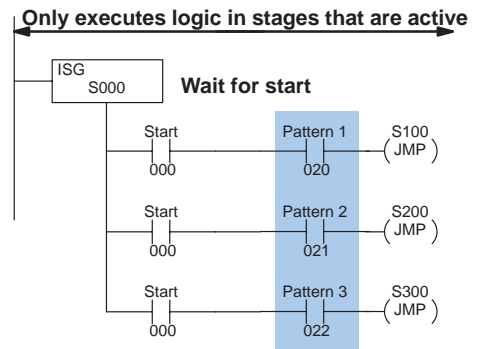 Only executes logic in stages that are active
ISG
S000
Wait for start
Start Pattern 1 S100
JMP
000 020
Start Pattern 2 S200
JMP
000 021
Start Pattern 3 S300
JMP
000 022